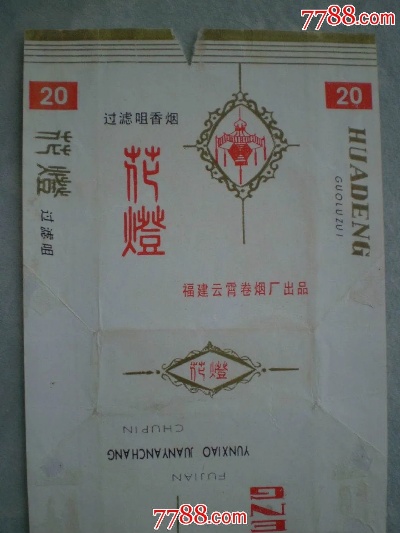 7788.com
20
过滤咀香烟
花燈
花燈
过滤咀
20
HUADENG
GUOLUZUI
福建云霄卷烟厂出品
花燈
FUJIAN
YUNXIAO JUANYANCHANG
CHUPIN
7788.com